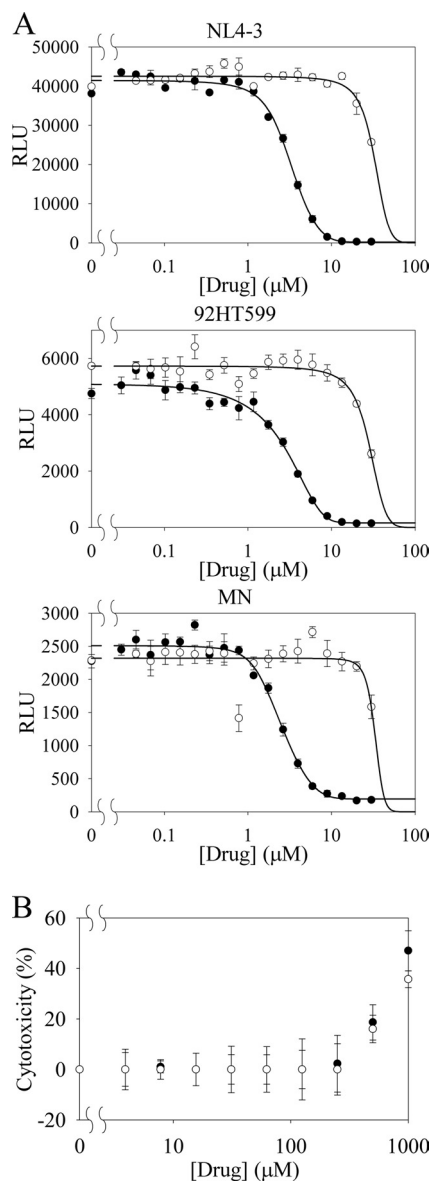 A
NL4-3
50000
40000
30000
20000
10000
0
RLU
0 0.1 1 10 100
[Drug] (μM)
92HT599
6000
4000
2000
0
RLU
0 0.1 1 10 100
[Drug] (μM)
MN
3000
2500
2000
1500
1000
500
0
RLU
0 0.1 1 10 100
[Drug] (μM)
B
60
40
20
0
-20
Cytotoxicity (%)
0 10 100 1000
[Drug] (μM)